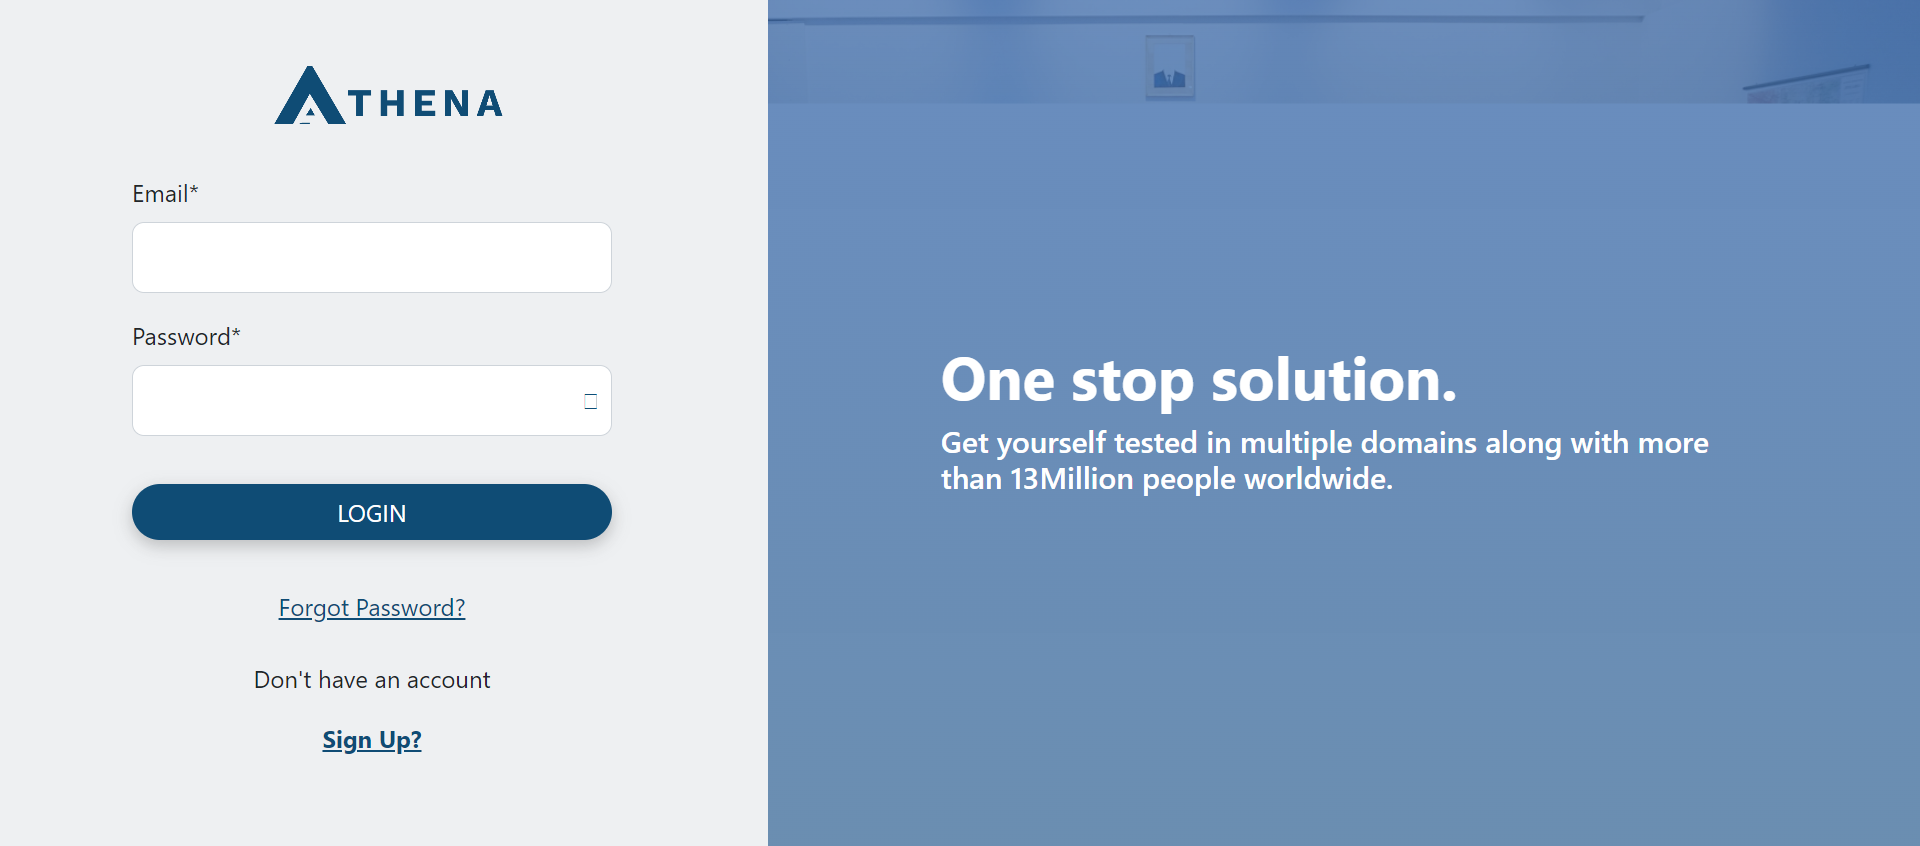 ATHENA
Email*
Password*
LOGIN
Forgot Password?
Don't have an account
Sign Up?
One stop solution.
Get yourself tested in multiple domains along with more
than 13Million people worldwide.